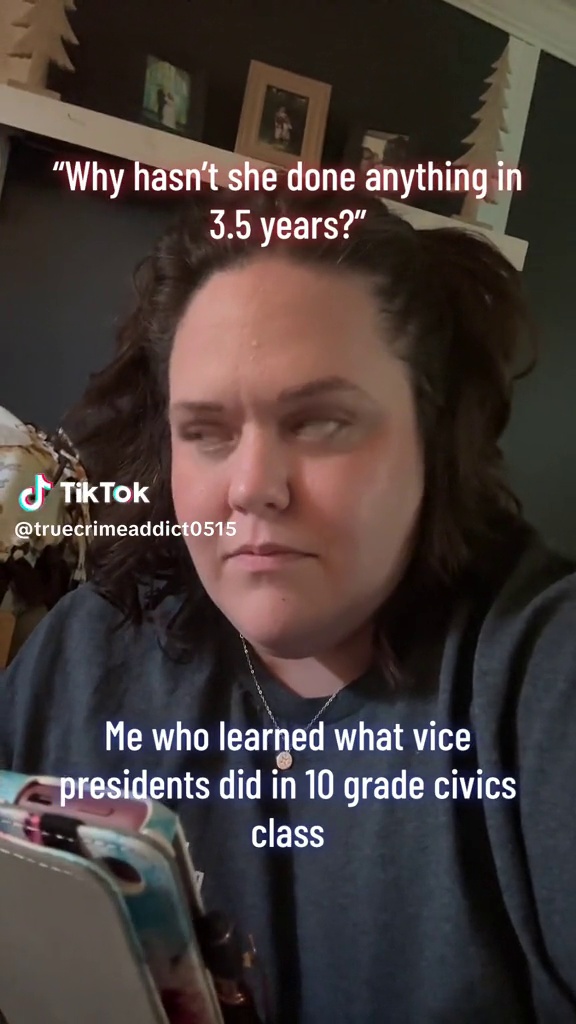 “Why hasn’t she done anything in
3.5 years?”
TikTok
@truecrimeaddict0515
Me who learned what vice
presidents did in 10 grade civics
class